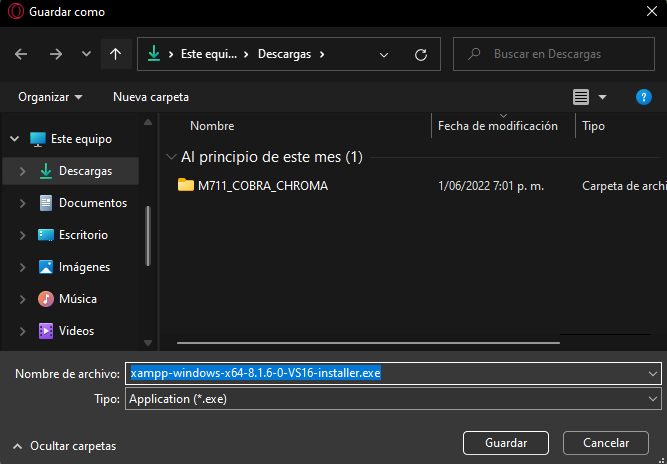 Guardar como
Este equi... Descargas
Buscar en Descargas
Organizar Nueva carpeta
Nombre Fecha de modificación Tipo
Este equipo
Descargas
Documentos
Escritorio
Imágenes
Música
Videos
Al principio de este mes (1)
M711_COBRA_CHROMA 1/06/2022 7:01 p. m. Carpeta de archi
Nombre de archivo: xampp-windows-x64-8.1.6-0-VS16-installer.exe
Tipo: Application (*.exe)
Ocultar carpetas Guardar Cancelar